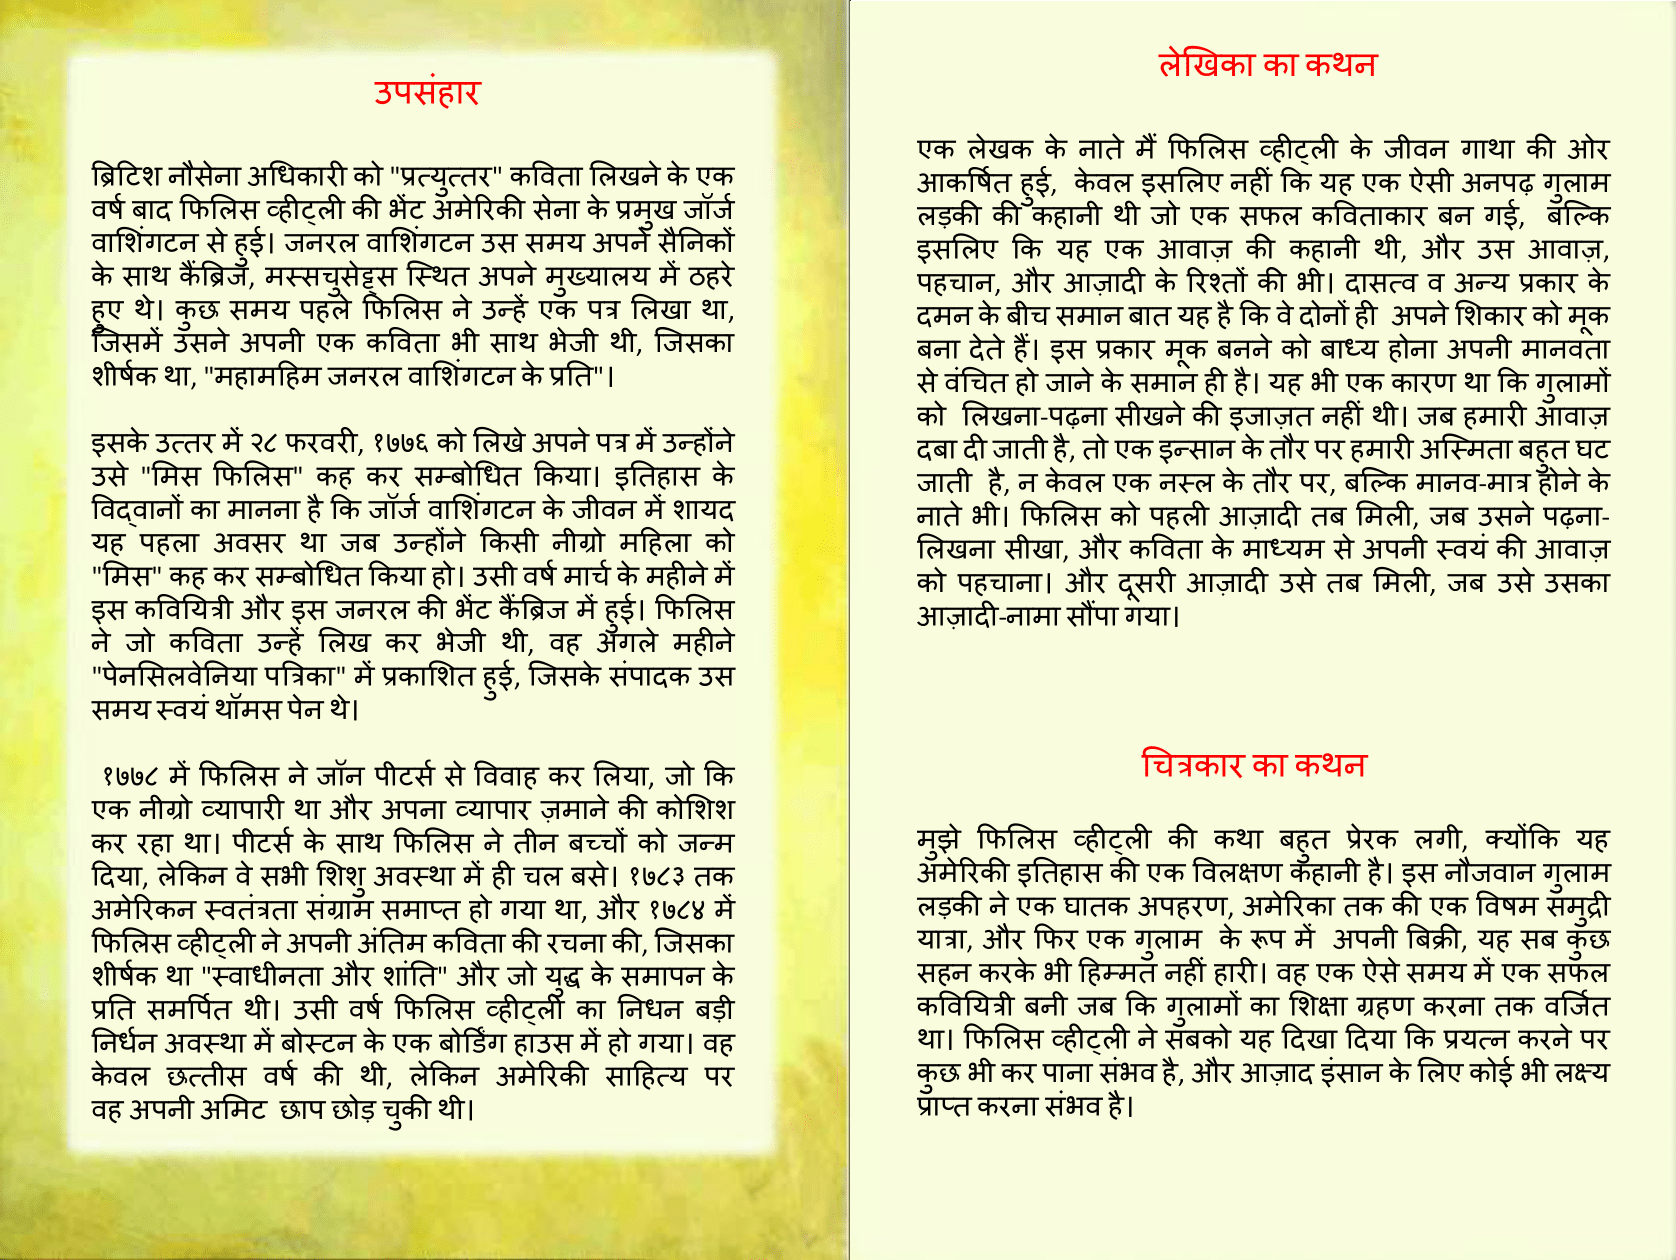 उपसंहार
ब्रिटिश नौसेना अधिकारी को "प्रत्युत्तर" कविता लिखने के एक
वर्ष बाद फिलिस व्हीट्ली की भेंट अमेरिकी सेना के प्रमुख जॉर्ज
वाशिंगटन से हुई। जनरल वाशिंगटन उस समय अपने सैनिकों
के साथ कैंब्रिज, मस्सचुसेट्ट्स स्थित अपने मुख्यालय में ठहरे
हुए थे। कुछ समय पहले फिलिस ने उन्हें एक पत्र लिखा था,
जिसमें उसने अपनी एक कविता भी साथ भेजी थी, जिसका
शीर्षक था, "महामहिम जनरल वाशिंगटन के प्रति"।
इसके उत्तर में २८ फरवरी, १७७६ को लिखे अपने पत्र में उन्होंने
उसे "मिस फिलिस" कह कर सम्बोधित किया। इतिहास के
विद्वानों का मानना है कि जॉर्ज वाशिंगटन के जीवन में शायद
यह पहला अवसर था जब उन्होंने किसी नीग्रो महिला को
"मिस" कह कर सम्बोधित किया हो। उसी वर्ष मार्च के महीने में
इस कवियित्री और इस जनरल की भेंट कैंब्रिज में हुई। फिलिस
ने जो कविता उन्हें लिख कर भेजी थी, वह अगले महीने
"पेनसिलवेनिया पत्रिका" में प्रकाशित हुई, जिसके संपादक उस
समय स्वयं थॉमस पेन थे।
१७७८ में फिलिस ने जॉन पीटर्स से विवाह कर लिया, जो कि
एक नीग्रो व्यापारी था और अपना व्यापार ज़माने की कोशिश
कर रहा था। पीटर्स के साथ फिलिस ने तीन बच्चों को जन्म
दिया, लेकिन वे सभी शिशु अवस्था में ही चल बसे। १७८३ तक
अमेरिकन स्वतंत्रता संग्राम समाप्त हो गया था, और १७८४ में
फिलिस व्हीट्ली ने अपनी अंतिम कविता की रचना की, जिसका
शीर्षक था "स्वाधीनता और शांति" और जो युद्ध के समापन के
प्रति समर्पित थी। उसी वर्ष फिलिस व्हीट्ली का निधन बड़ी
निर्धन अवस्था में बोस्टन के एक बोर्डिंग हाउस में हो गया। वह
केवल छत्तीस वर्ष की थी, लेकिन अमेरिकी साहित्य पर
वह अपनी अमिट छाप छोड़ चुकी थी।
लेखिका का कथन
एक लेखक के नाते मैं फिलिस व्हीट्ली के जीवन गाथा की ओर
आकर्षित हुई, केवल इसलिए नहीं कि यह एक ऐसी अनपढ़ गुलाम
लड़की की कहानी थी जो एक सफल कविताकार बन गई, बल्कि
इसलिए कि यह एक आवाज़ की कहानी थी, और उस आवाज़,
पहचान, और आज़ादी के रिश्तों की भी। दासत्व व अन्य प्रकार के
दमन के बीच समान बात यह है कि वे दोनों ही अपने शिकार को मूक
बना देते हैं। इस प्रकार मूक बनने को बाध्य होना अपनी मानवता
से वंचित हो जाने के समान ही है। यह भी एक कारण था कि गुलामों
को लिखना-पढ़ना सीखने की इजाज़त नहीं थी। जब हमारी आवाज़
दबा दी जाती है, तो एक इन्सान के तौर पर हमारी अस्मिता बहुत घट
जाती है, न केवल एक नस्ल के तौर पर, बल्कि मानव-मात्र होने के
नाते भी। फिलिस को पहली आज़ादी तब मिली, जब उसने पढ़ना-
लिखना सीखा, और कविता के माध्यम से अपनी स्वयं की आवाज़
को पहचाना। और दूसरी आज़ादी उसे तब मिली, जब उसे उसका
आज़ादी-नामा सौंपा गया।
चित्रकार का कथन
मुझे फिलिस व्हीट्ली की कथा बहुत प्रेरक लगी, क्योंकि यह
अमेरिकी इतिहास की एक विलक्षण कहानी है। इस नौजवान गुलाम
लड़की ने एक घातक अपहरण, अमेरिका तक की एक विषम समुद्री
यात्रा, और फिर एक गुलाम के रूप में अपनी बिक्री, यह सब कुछ
सहन करके भी हिम्मत नहीं हारी। वह एक ऐसे समय में एक सफल
कवियित्री बनी जब कि गुलामों का शिक्षा ग्रहण करना तक वर्जित
था। फिलिस व्हीट्ली ने सबको यह दिखा दिया कि प्रयत्न करने पर
कुछ भी कर पाना संभव है, और आज़ाद इंसान के लिए कोई भी लक्ष्य
प्राप्त करना संभव है।